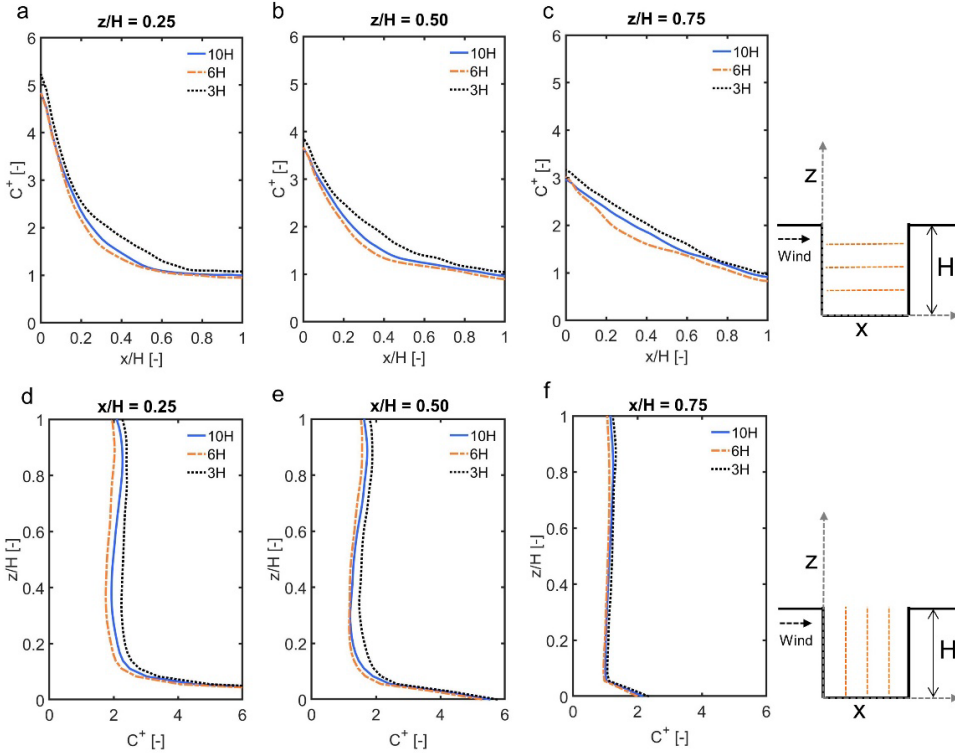 a
z/H = 0.25
10H
6H
3H
6
5
4
3
2
1
0
C+ [-]
0 0.2 0.4 0.6 0.8 1
x/H [-]
b
z/H = 0.50
10H
6H
3H
6
5
4
3
2
1
0
C+ [-]
0 0.2 0.4 0.6 0.8 1
x/H [-]
c
z/H = 0.75
10H
6H
3H
6
5
4
3
2
1
0
C+ [-]
0 0.2 0.4 0.6 0.8 1
x/H [-]
z
Wind
H
x
d
x/H = 0.25
10H
6H
3H
1
0.8
0.6
0.4
0.2
0
z/H [-]
0 2 4 6
C+ [-]
e
x/H = 0.50
10H
6H
3H
1
0.8
0.6
0.4
0.2
0
z/H [-]
0 2 4 6
C+ [-]
f
x/H = 0.75
10H
6H
3H
1
0.8
0.6
0.4
0.2
0
z/H [-]
0 2 4 6
C+ [-]
z
Wind
H
x